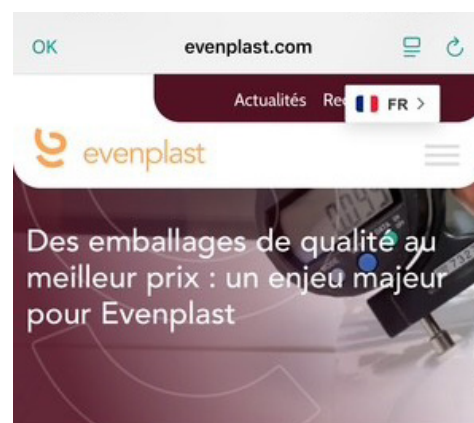 OK
evenplast.com
Actualités
FR >
evenplast
Des emballages de qualité au
meilleur prix : un enjeu majeur
pour Evenplast